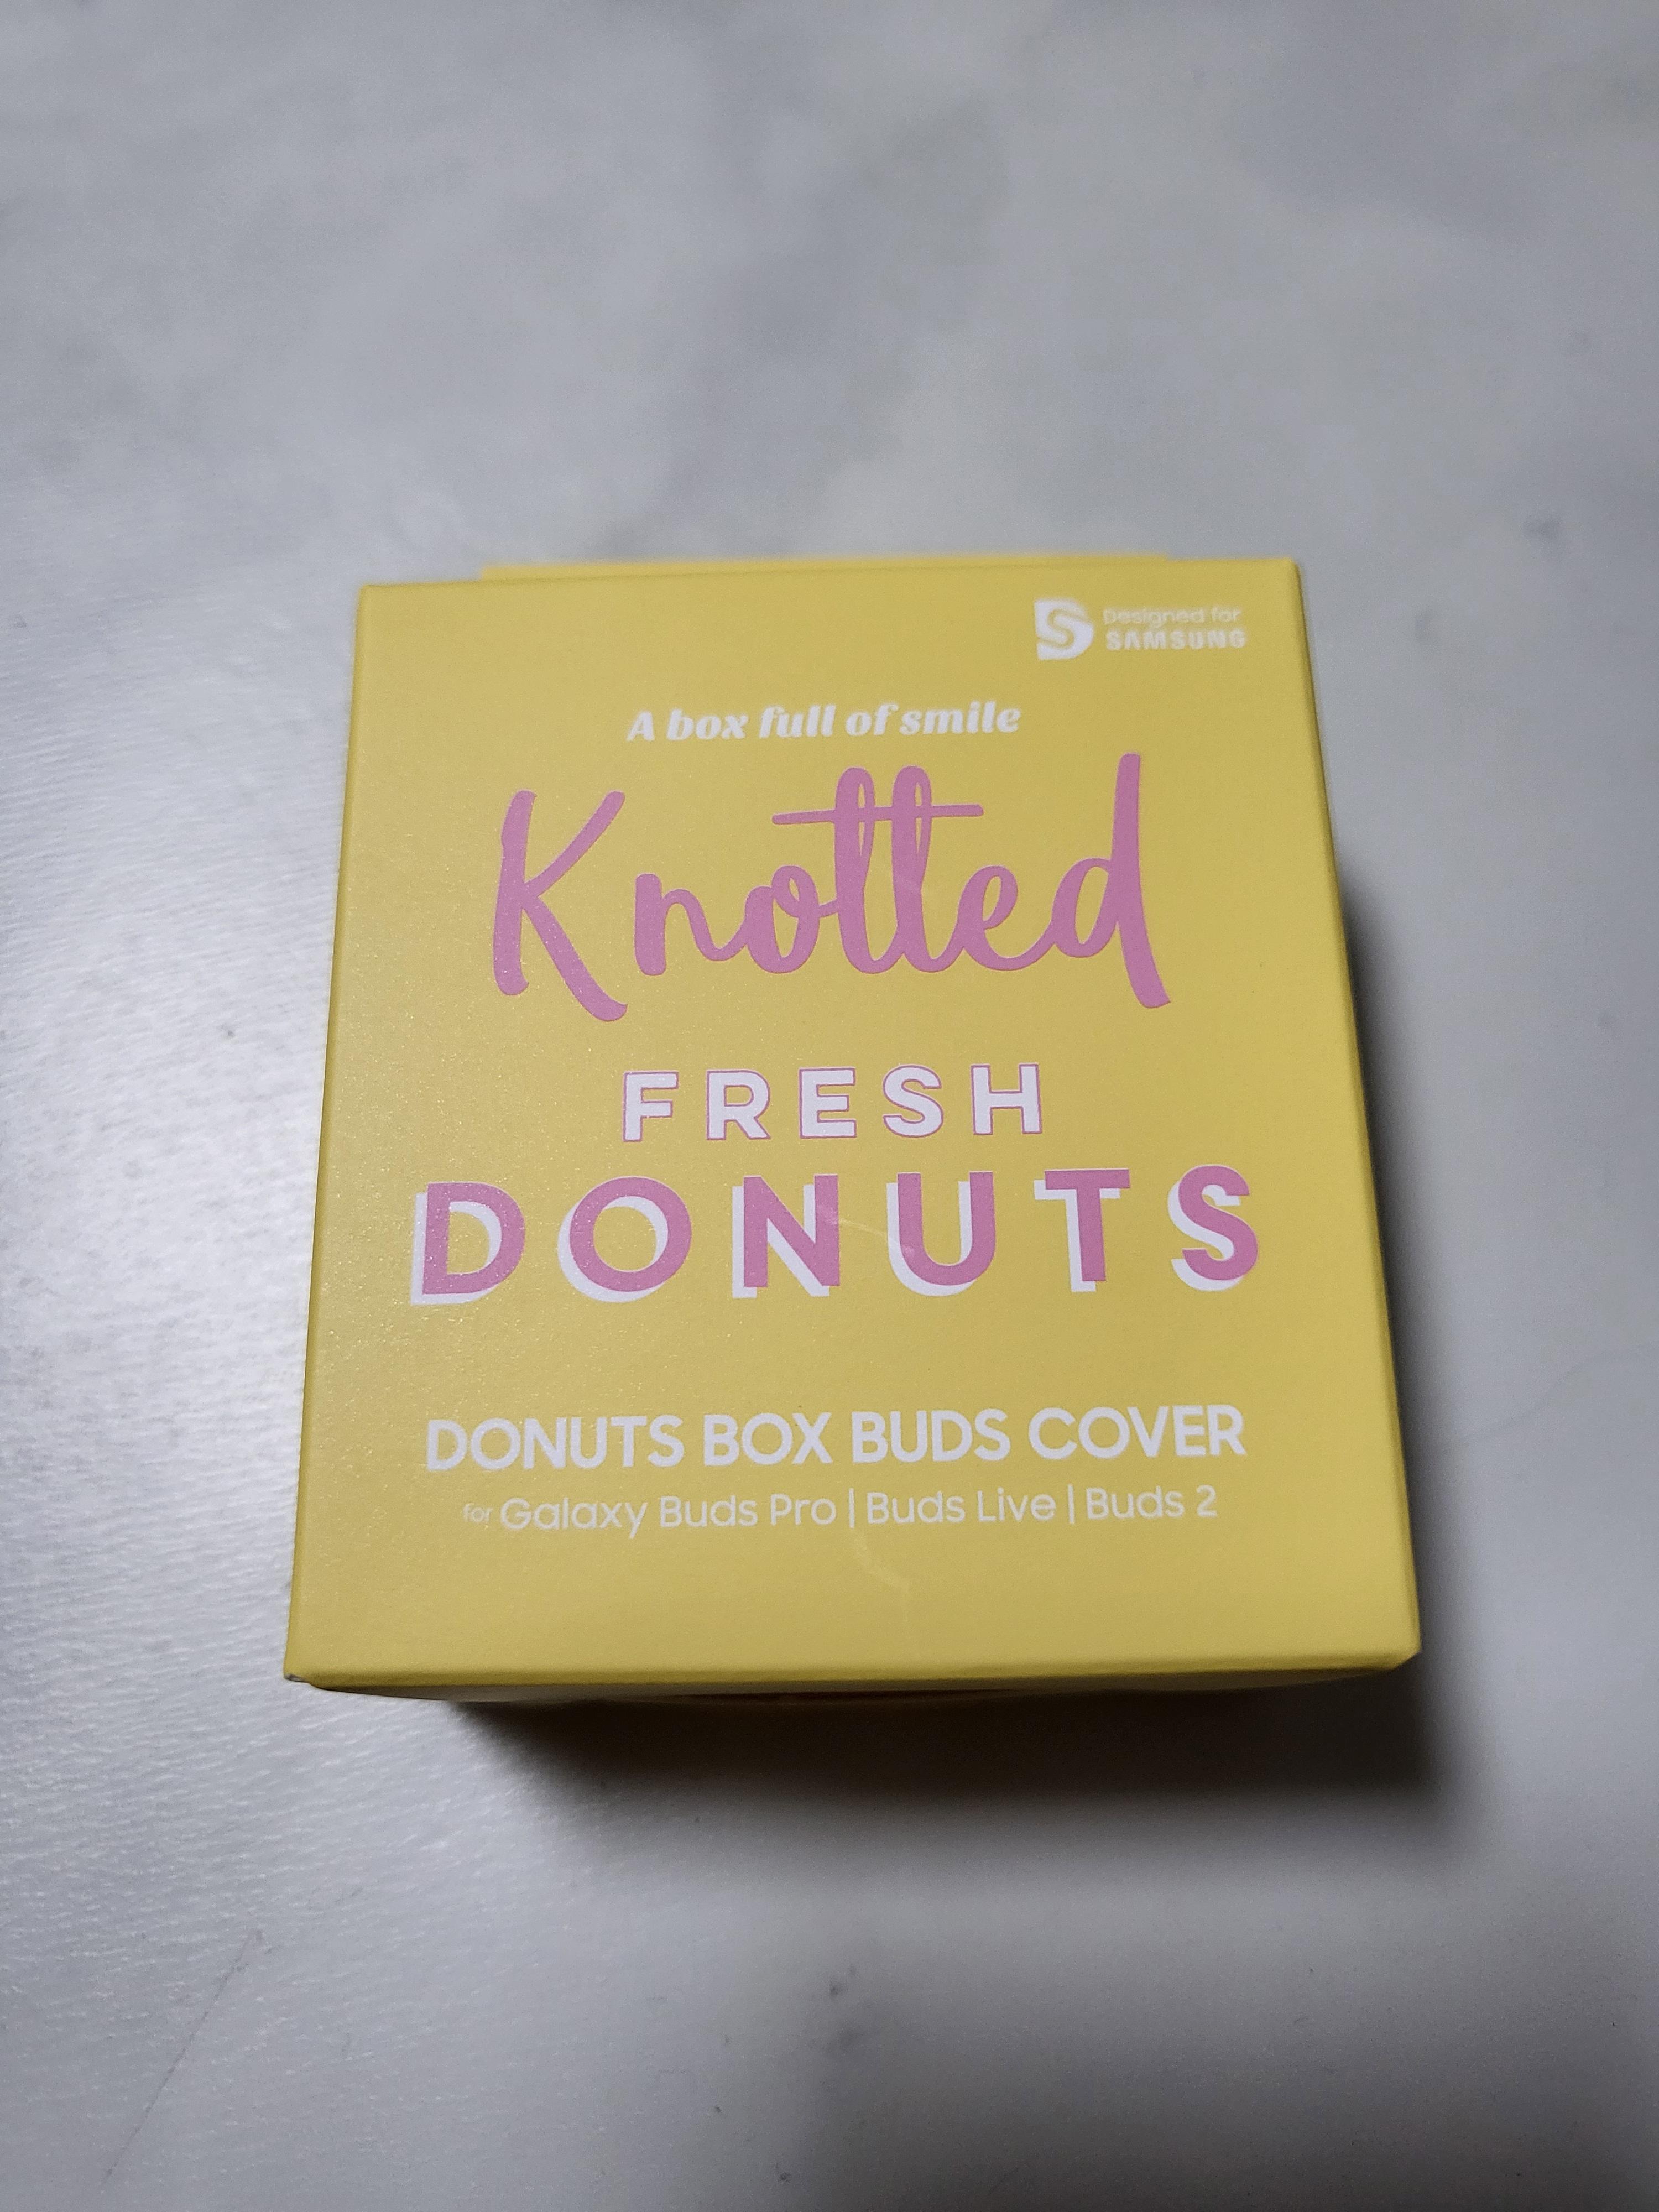 Designed for
SAMSUNG
A box full of smile
Knotted
FRESH
DONUTS
DONUTS BOX BUDS COVER
for Galaxy Buds Pro | Buds Live | Buds 2